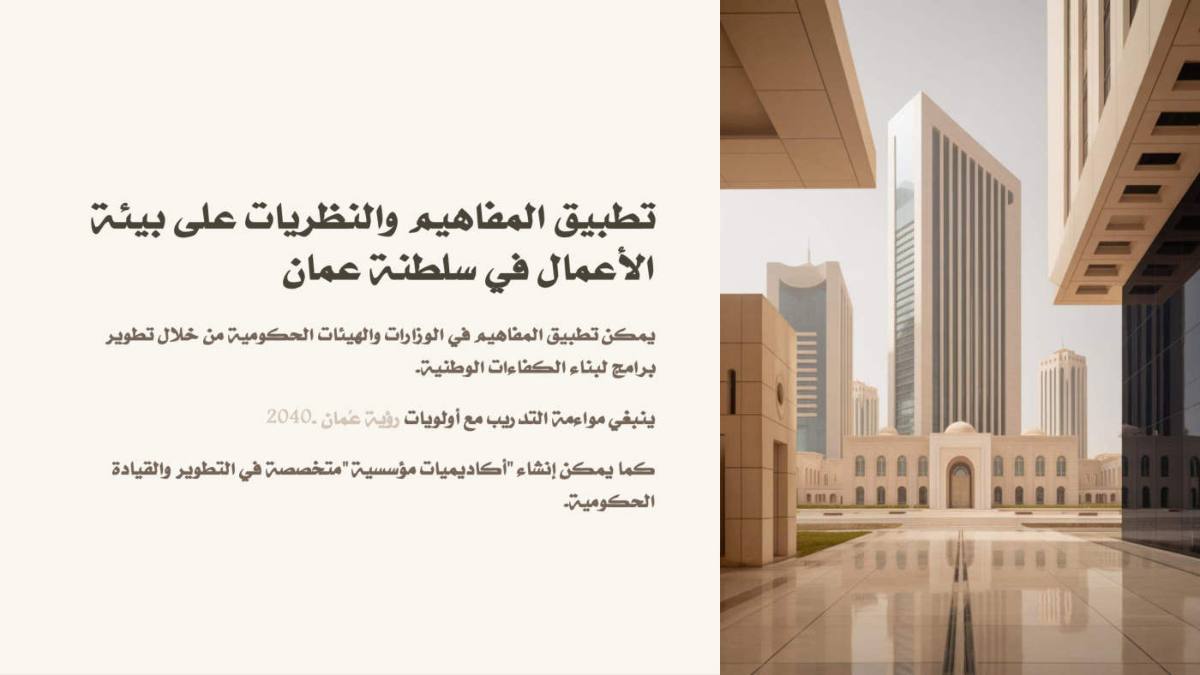 تطبيق المفاهيم والنظريات على بيئة
الأعمال في سلطنة عمان
يمكن تطبيق المفاهيم في الوزارات والهيئات الحكومية من خلال تطوير
برامج لبناء الكفاءات الوطنية.
ينبغي مواءمة التدريب مع أولويات رؤية عُمان 2040.
كما يمكن إنشاء "أكاديميات مؤسسية" متخصصة في التطوير والقيادة
الحكومية.